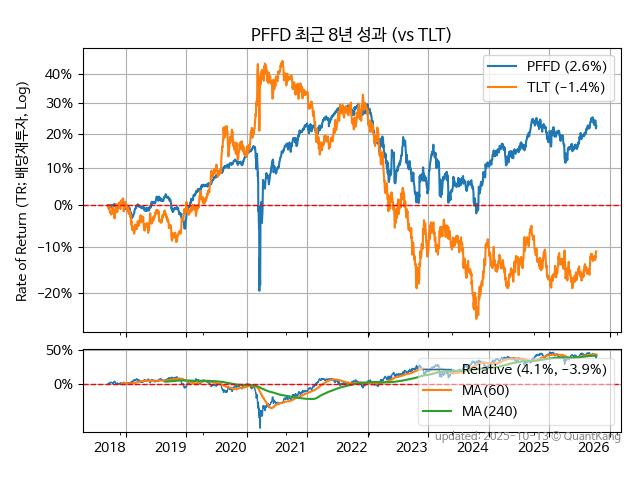 PFFD 최근 8년 성과 (vs TLT)
Rate of Return (TR: 배당재투자, Log)
40%
30%
20%
10%
0%
−10%
−20%
PFFD (2.6%)
TLT (−1.4%)
50%
0%
Relative (4.1%, −3.9%)
MA(60)
MA(240)
updated: 2025-10-13 © QuantKang
2018 2019 2020 2021 2022 2023 2024 2025 2026